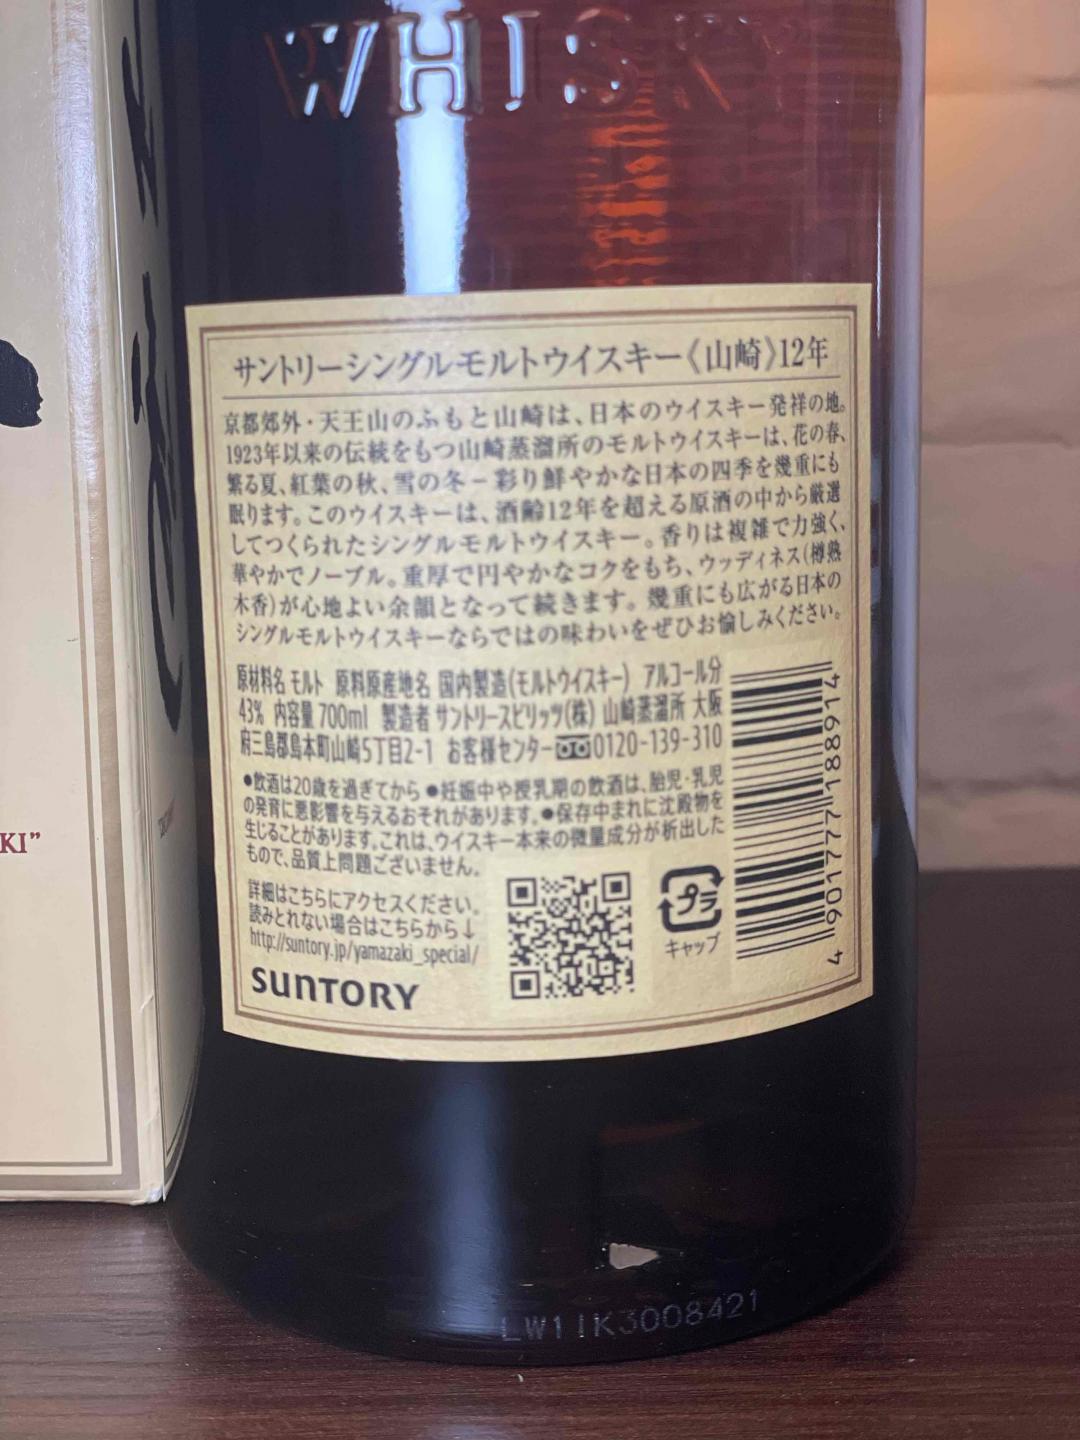 WHISKY
サントリーシングルモルトウイスキー《山崎》12年
京都郊外・天王山のふもと山崎は、日本のウイスキー発祥の地。
1923年以来の伝統をもつ山崎蒸溜所のモルトウイスキーは、花の春、
繁る夏、紅葉の秋、雪の冬−彩り鮮やかな日本の四季を幾重にも
眠ります。このウイスキーは、酒齢12年を超える原酒の中から厳選
してつくられたシングルモルトウイスキー。香りは複雑で力強く、
華やかでノーブル。重厚で円やかなコクをもち、ウッディネス(樽熟
木香)が心地よい余韻となって続きます。幾重にも広がる日本の
シングルモルトウイスキーならではの味わいをぜひお愉しみください。
原材料名 モルト 原料原産地名 国内製造(モルトウイスキー) アルコール分
43% 内容量 700ml 製造者 サントリースピリッツ(株) 山崎蒸溜所 大阪
府三島郡島本町山崎5丁目2-1 お客様センター 0120-139-310
●飲酒は20歳を過ぎてから ●妊娠中や授乳期の飲酒は、胎児・乳児
の発育に悪影響を与えるおそれがあります。●保存中まれに沈殿物を
生じることがあります。これは、ウイスキー本来の微量成分が析出した
もので、品質上問題ございません。
詳細はこちらにアクセスください。
読みとれない場合はこちらから↓
http://suntory.jp/yamazaki_special/
SUNTORY
プラ
キャップ
4 901777 188914
LW11K3008421
KI”